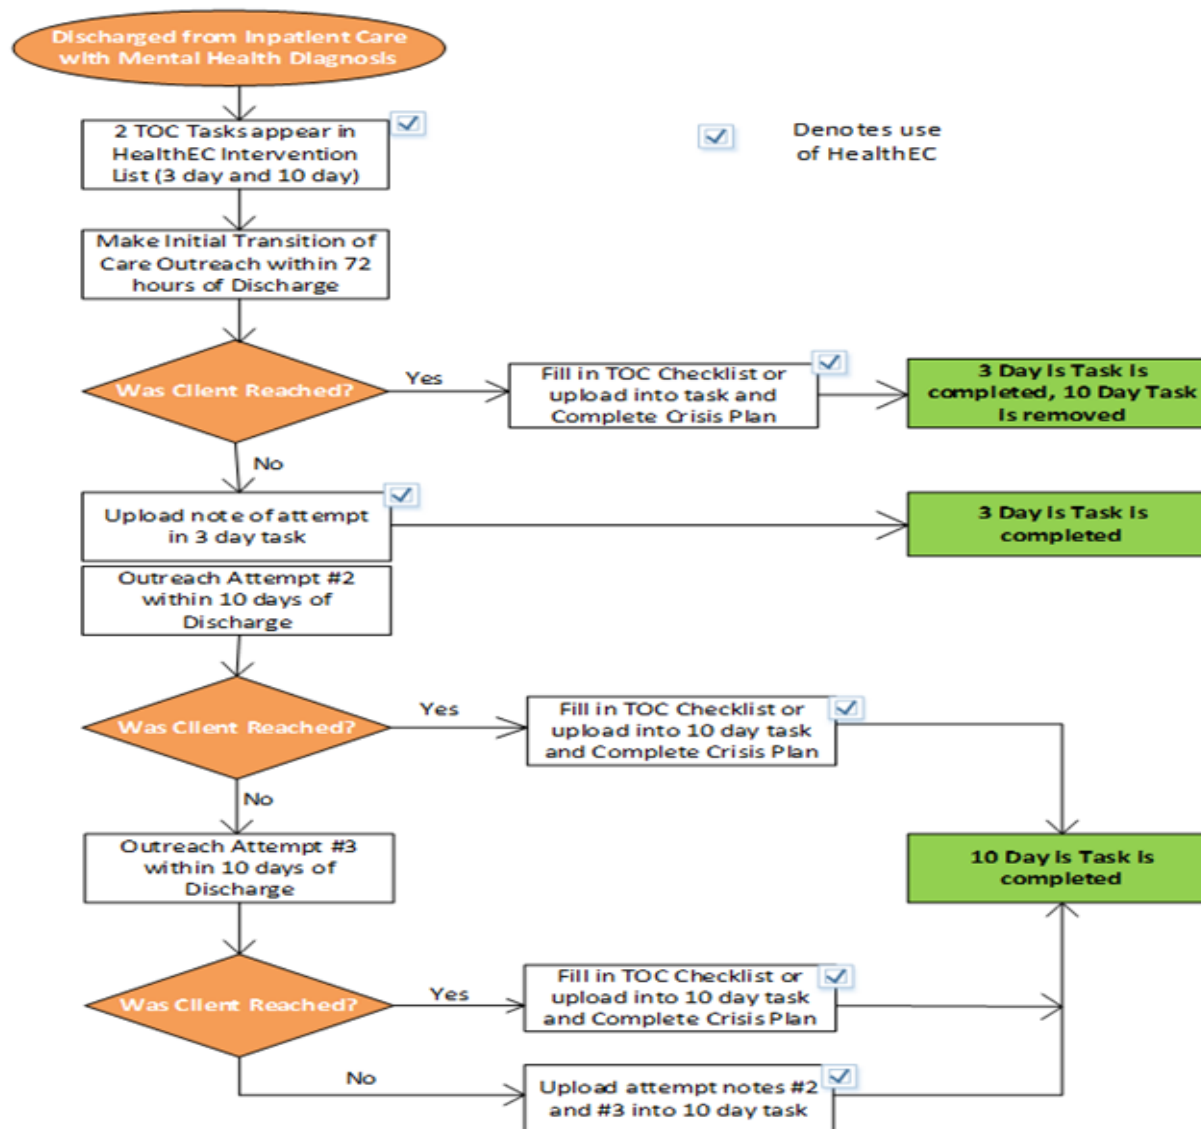 Discharged from Inpatient Care
with Mental Health Diagnosis
2 TOC Tasks appear in
HealthEC Intervention
List (3 day and 10 day)
Denotes use
of HealthEC
Make Initial Transition of
Care Outreach within 72
hours of Discharge
Was Client Reached?
Yes
Fill in TOC Checklist or
upload into task and
Complete Crisis Plan
3 Day is Task is
completed, 10 Day Task
is removed
No
Upload note of attempt
in 3 day task
3 Day is Task is
completed
Outreach Attempt #2
within 10 days of
Discharge
Was Client Reached?
Yes
Fill in TOC Checklist or
upload into 10 day task
and Complete Crisis Plan
No
Outreach Attempt #3
within 10 days of
Discharge
10 Day is Task is
completed
Was Client Reached?
Yes
Fill in TOC Checklist or
upload into 10 day task
and Complete Crisis Plan
No
Upload attempt notes #2
and #3 into 10 day task